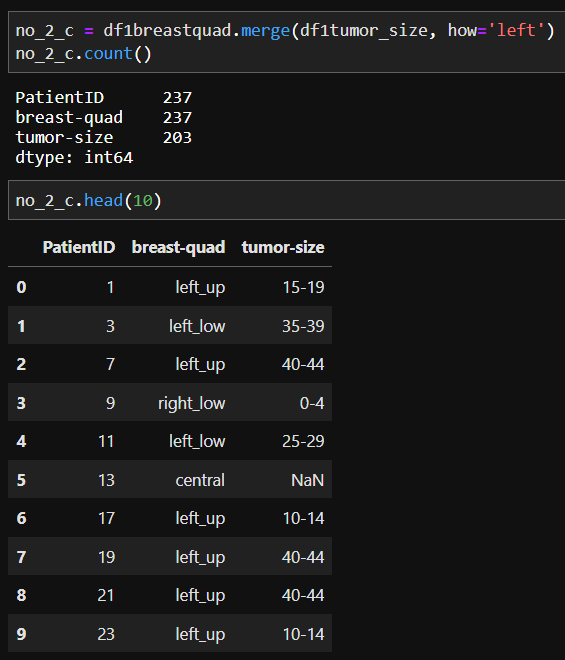 no_2_c = df1breastquad.merge(df1tumor_size, how='left')
no_2_c.count()
PatientID 237
breast-quad 237
tumor-size 203
dtype: int64
no_2_c.head(10)
PatientID breast-quad tumor-size
0 1 left_up 15-19
1 3 left_low 35-39
2 7 left_up 40-44
3 9 right_low 0-4
4 11 left_low 25-29
5 13 central NaN
6 17 left_up 10-14
7 19 left_up 40-44
8 21 left_up 40-44
9 23 left_up 10-14